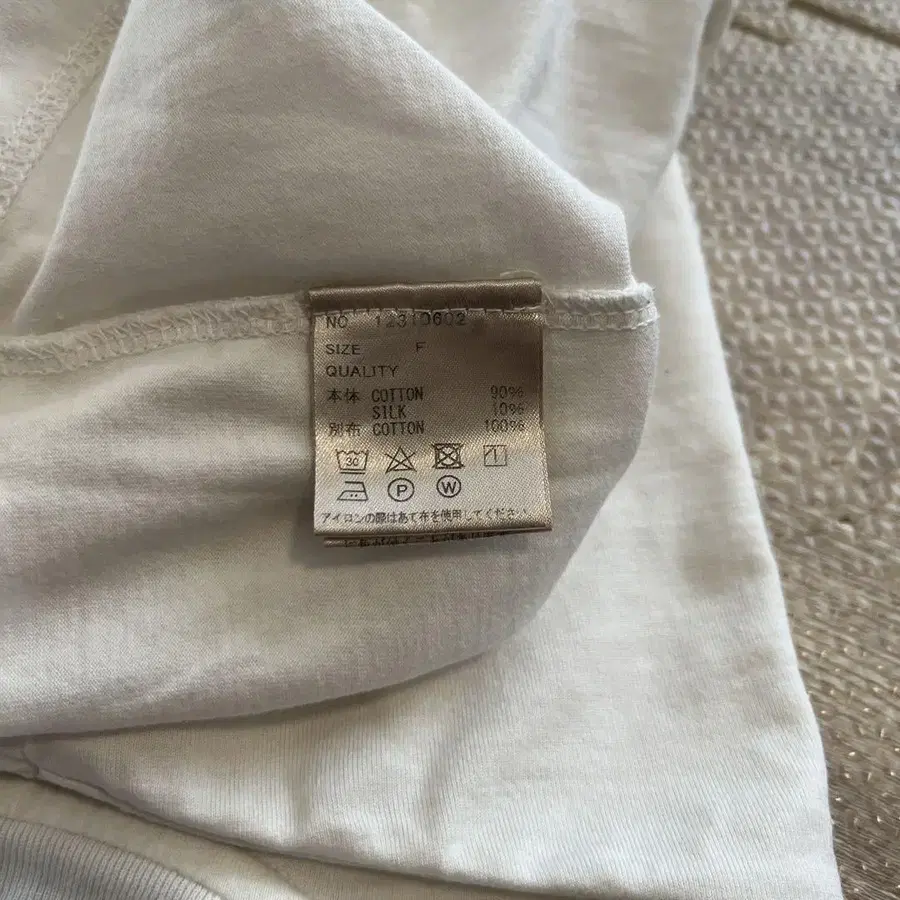 NO 12310602
SIZE F
QUALITY
本体 COTTON 90%
SILK 10%
別布 COTTON 100%
30
P W
アイロンの際はあて布を使用してください